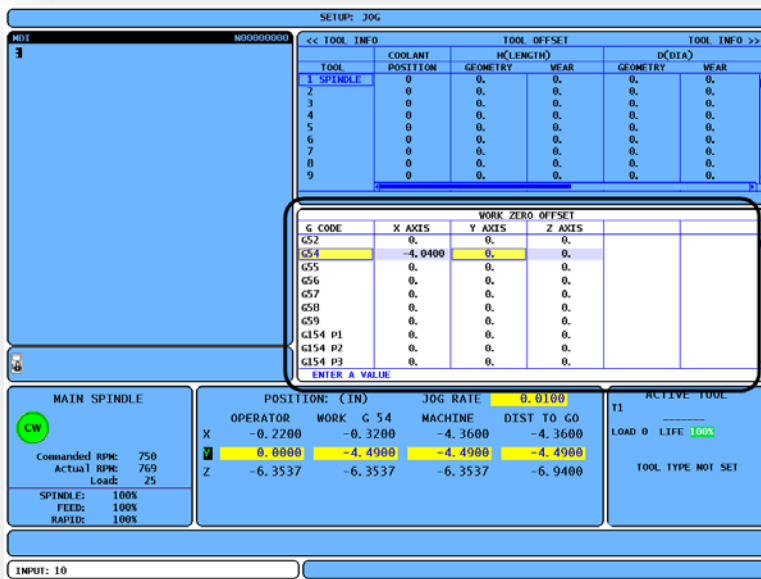 SETUP: JOG
MDI N00000000
<< TOOL INFO TOOL OFFSET TOOL INFO >>
COOLANT H(LENGTH) D(DIA)
TOOL POSITION GEOMETRY WEAR GEOMETRY WEAR
1 SPINDLE 0 0. 0. 0. 0.
2 0 0. 0. 0. 0.
3 0 0. 0. 0. 0.
4 0 0. 0. 0. 0.
5 0 0. 0. 0. 0.
6 0 0. 0. 0. 0.
7 0 0. 0. 0. 0.
8 0 0. 0. 0. 0.
9 0 0. 0. 0. 0.
WORK ZERO OFFSET
G CODE X AXIS Y AXIS Z AXIS
G52 0. 0. 0.
G54 -4.0400 0. 0.
G55 0. 0. 0.
G56 0. 0. 0.
G57 0. 0. 0.
G58 0. 0. 0.
G59 0. 0. 0.
G154 P1 0. 0. 0.
G154 P2 0. 0. 0.
G154 P3 0. 0. 0.
ENTER A VALUE
MAIN SPINDLE
CW
Commanded RPM: 750
Actual RPM: 769
Load: 25
SPINDLE: 100%
FEED: 100%
RAPID: 100%
POSITION: (IN) JOG RATE 0.0100
OPERATOR WORK G 54 MACHINE DIST TO GO
X -0.2200 -0.3200 -4.3600 -4.3600
Y 0.0000 -4.4900 -4.4900 -4.4900
Z -6.3537 -6.3537 -6.3537 -6.9400
ACTIVE TOOL
T1
LOAD 0 LIFE 100%
TOOL TYPE NOT SET
INPUT: 10